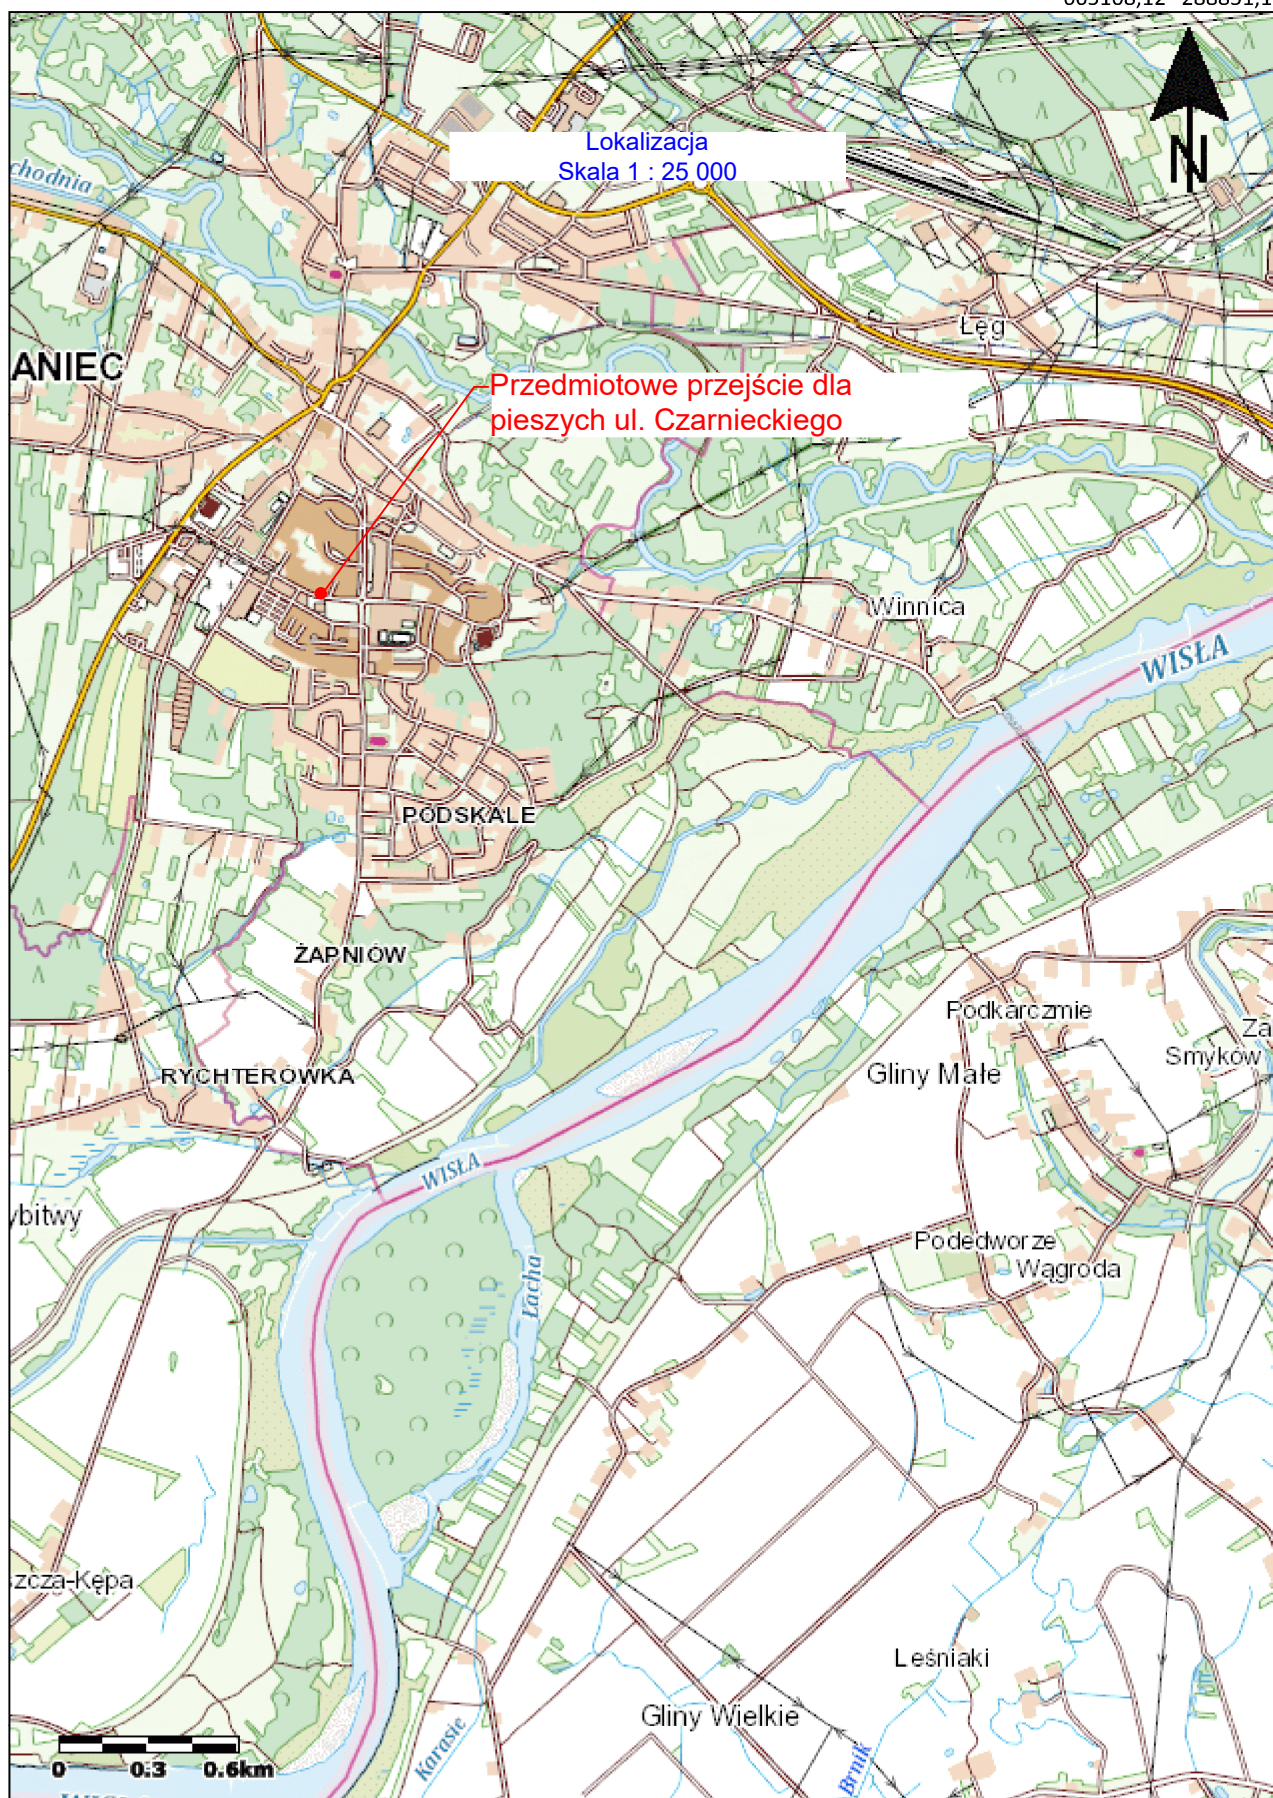 Lokalizacja
Skala 1 : 25 000
N
chodnia
Łęg
ANIEC
Przedmiotowe przejście dla
pieszych ul. Czarnieckiego
Winnica
WISŁA
PODSKALE
ŻAPNIÓW
Podkarczmie
Za
Smyków
Gliny Małe
RYCHTERÓWKA
WISŁA
ybitwy
Podedworze
Wągroda
Łacha
zcza-Kępa
Leśniaki
Gliny Wielkie
Karasie
Brnik
0 0.3 0.6km